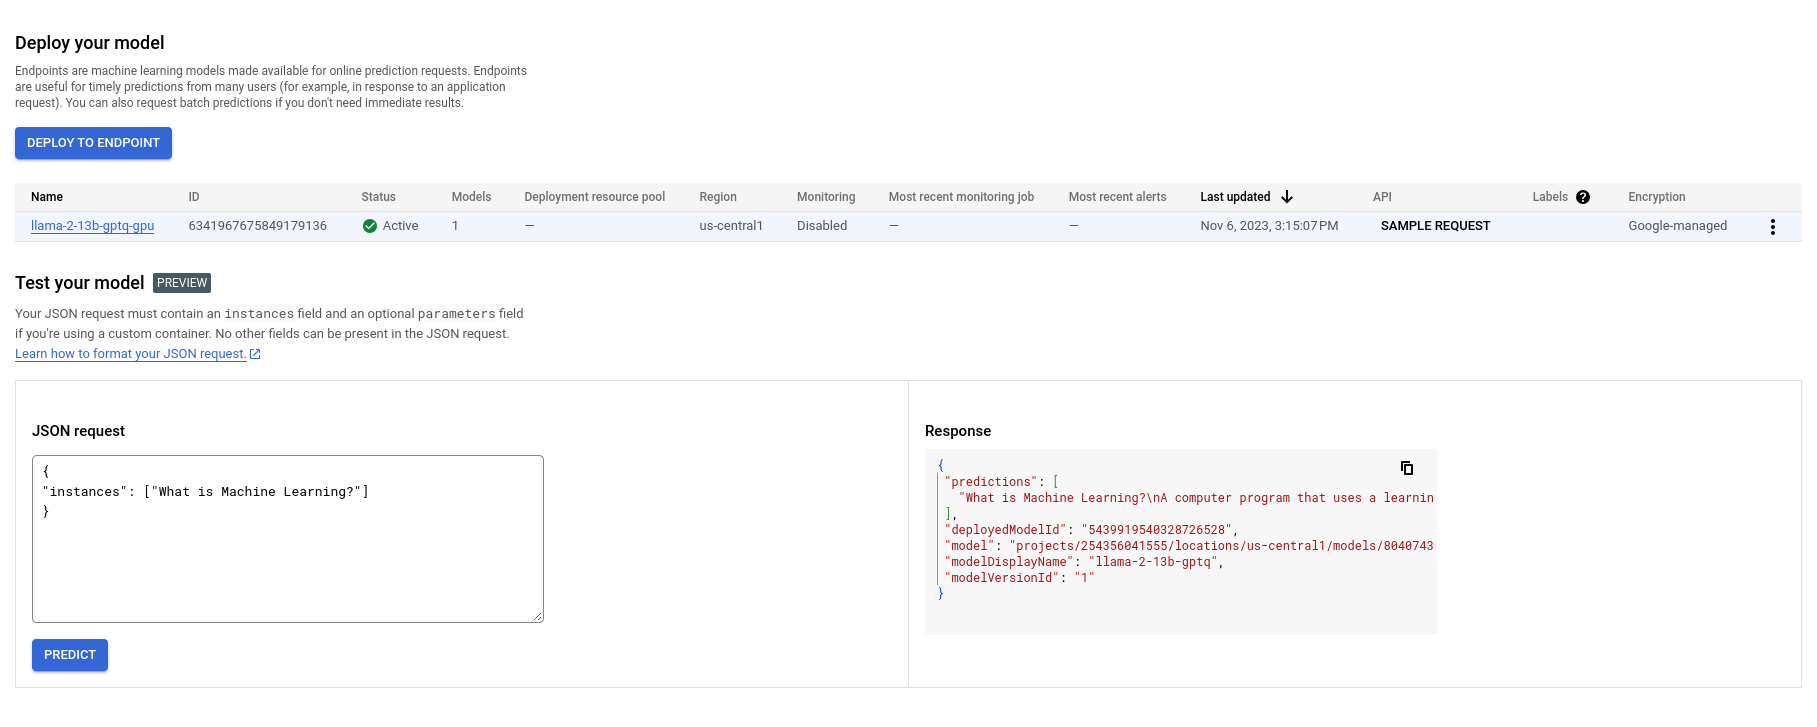 Deploy your model
Endpoints are machine learning models made available for online prediction requests. Endpoints
are useful for timely predictions from many users (for example, in response to an application
request). You can also request batch predictions if you don't need immediate results.
DEPLOY TO ENDPOINT
Name ID Status Models Deployment resource pool Region Monitoring Most recent monitoring job Most recent alerts Last updated API Labels Encryption
llama-2-13b-gptq-gpu 6341967675849179136 Active 1 — us-central1 Disabled — — Nov 6, 2023, 3:15:07 PM SAMPLE REQUEST Google-managed
Test your model PREVIEW
Your JSON request must contain an instances field and an optional parameters field
if you're using a custom container. No other fields can be present in the JSON request.
Learn how to format your JSON request.
JSON request
{
"instances": ["What is Machine Learning?"]
}
PREDICT
Response
{
"predictions": [
"What is Machine Learning?\nA computer program that uses a learnin
],
"deployedModelId": "5439919540328726528",
"model": "projects/254356041555/locations/us-central1/models/8040743
"modelDisplayName": "llama-2-13b-gptq",
"modelVersionId": "1"
}